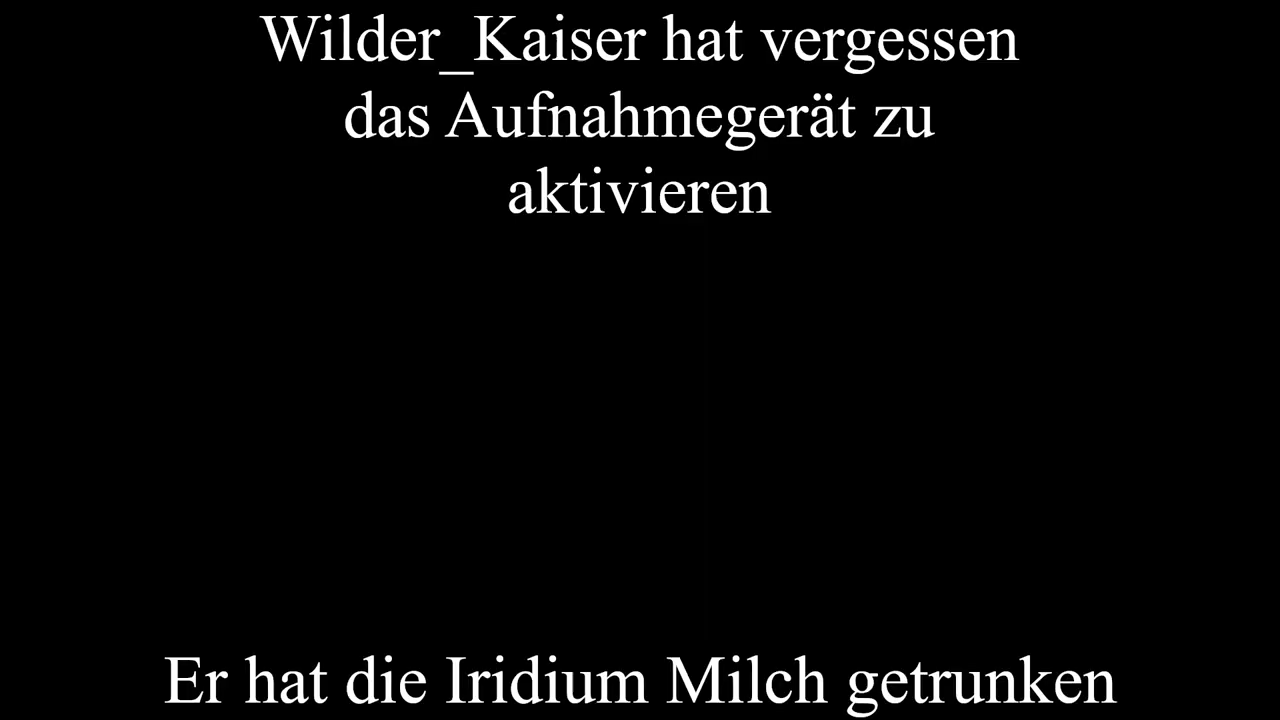 Wilder_Kaiser hat vergessen
das Aufnahmegerät zu
aktivieren
Er hat die Iridium Milch getrunken